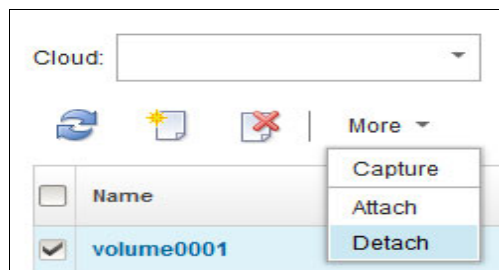 Cloud:
More
Capture
Name
Attach
volume0001
Detach